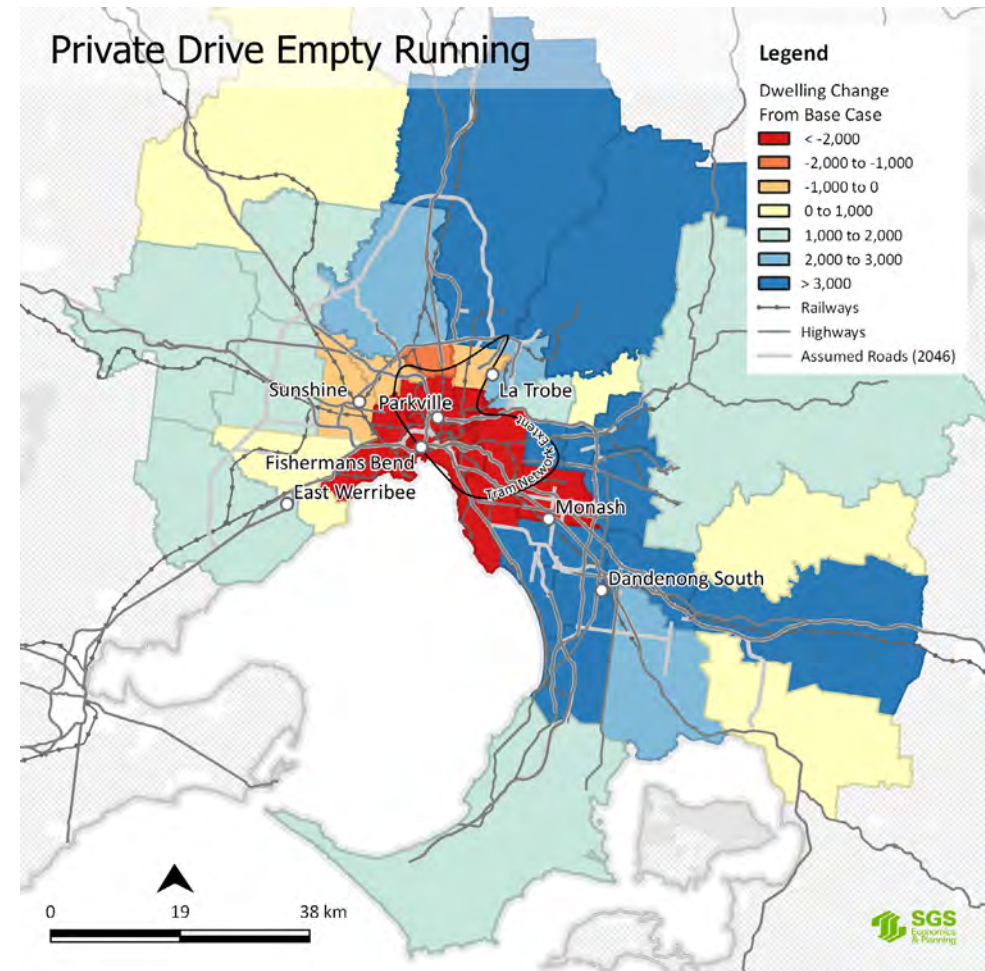 Private Drive Empty Running
Legend
Dwelling Change
From Base Case
< -2,000
-2,000 to -1,000
-1,000 to 0
0 to 1,000
1,000 to 2,000
2,000 to 3,000
> 3,000
Railways
Highways
Assumed Roads (2046)
Sunshine
La Trobe
Parkville
Tram Network Extent
Fishermans Bend
East Werribee
Monash
Dandenong South
0
19
38 km
SGS
Economics
& Planning